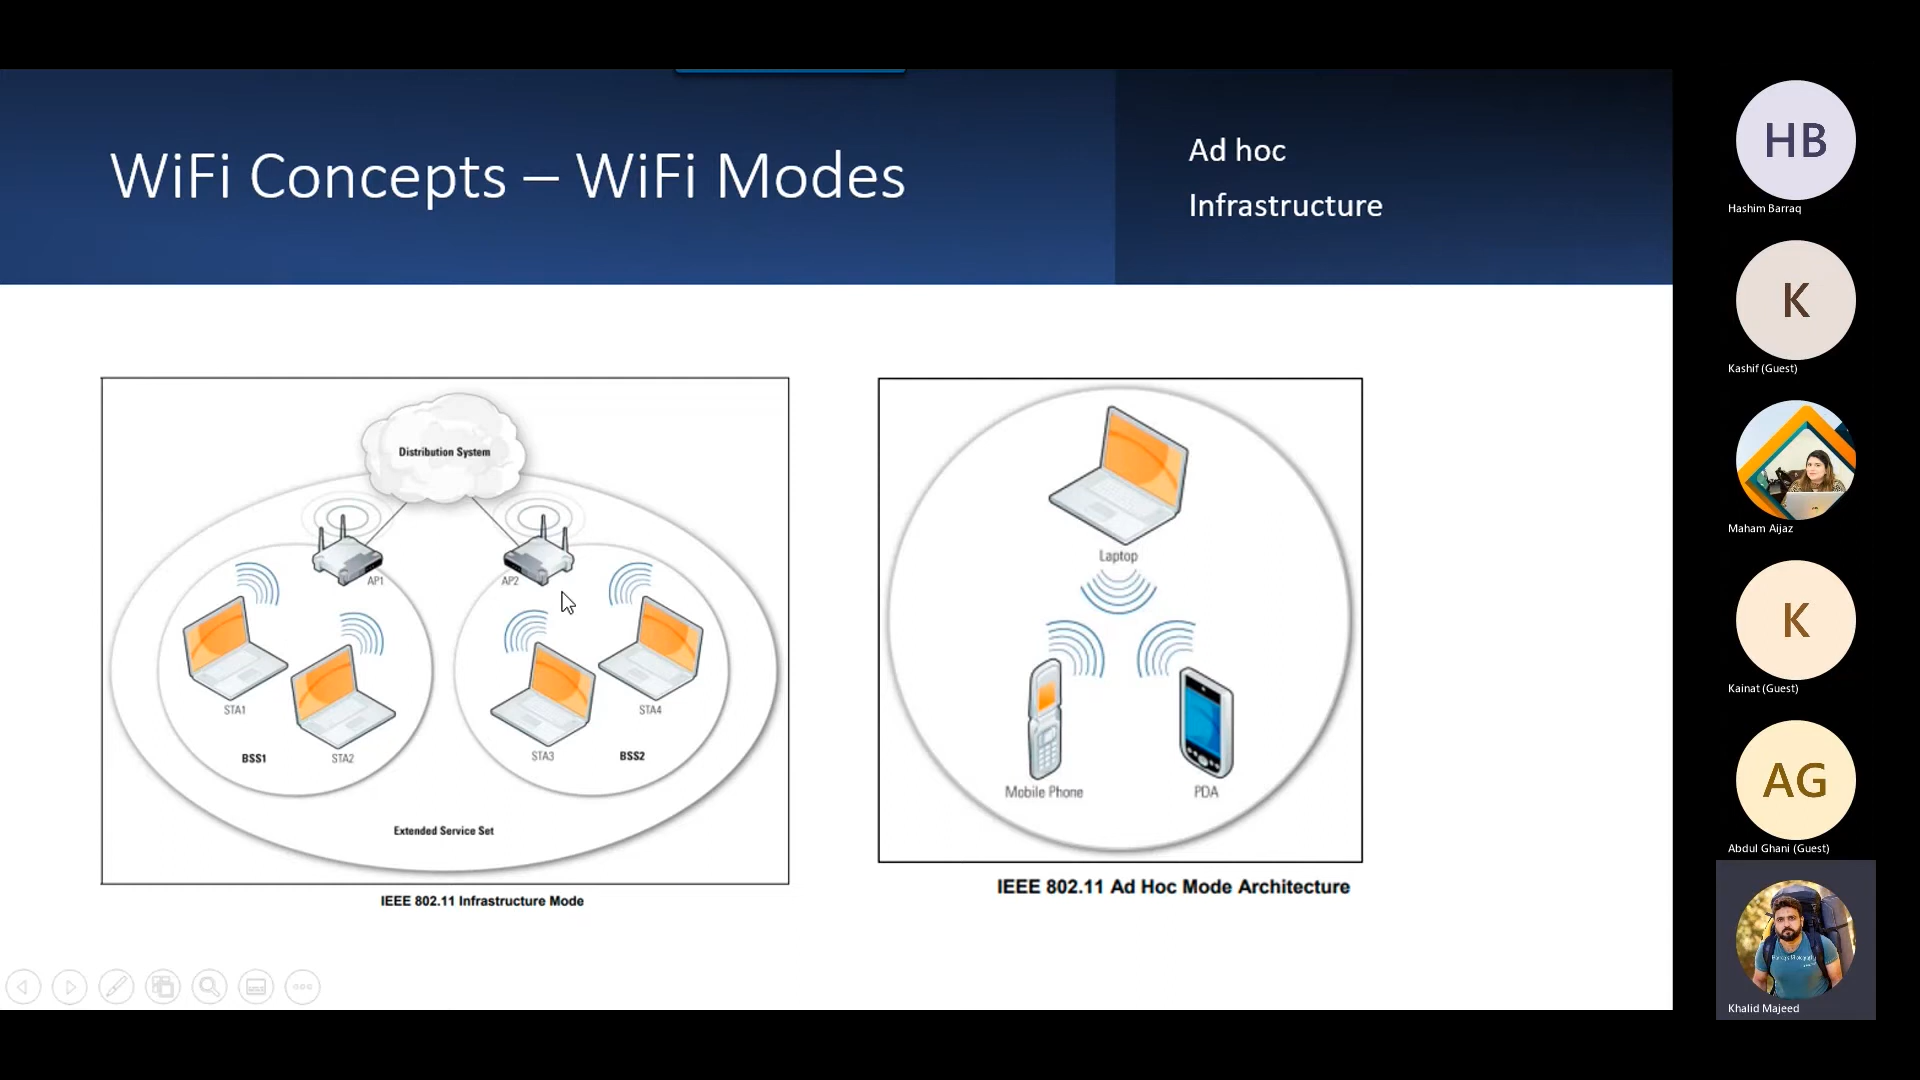 WiFi Concepts – WiFi Modes
Ad hoc
Infrastructure
Distribution System
AP1
AP2
STA1
STA2
STA3
STA4
BSS1
BSS2
Extended Service Set
IEEE 802.11 Infrastructure Mode
Laptop
Mobile Phone
PDA
IEEE 802.11 Ad Hoc Mode Architecture
HB
Hashim Barraq
K
Kashif (Guest)
Maham Aijaz
K
Kainat (Guest)
AG
Abdul Ghani (Guest)
Khalid Majeed